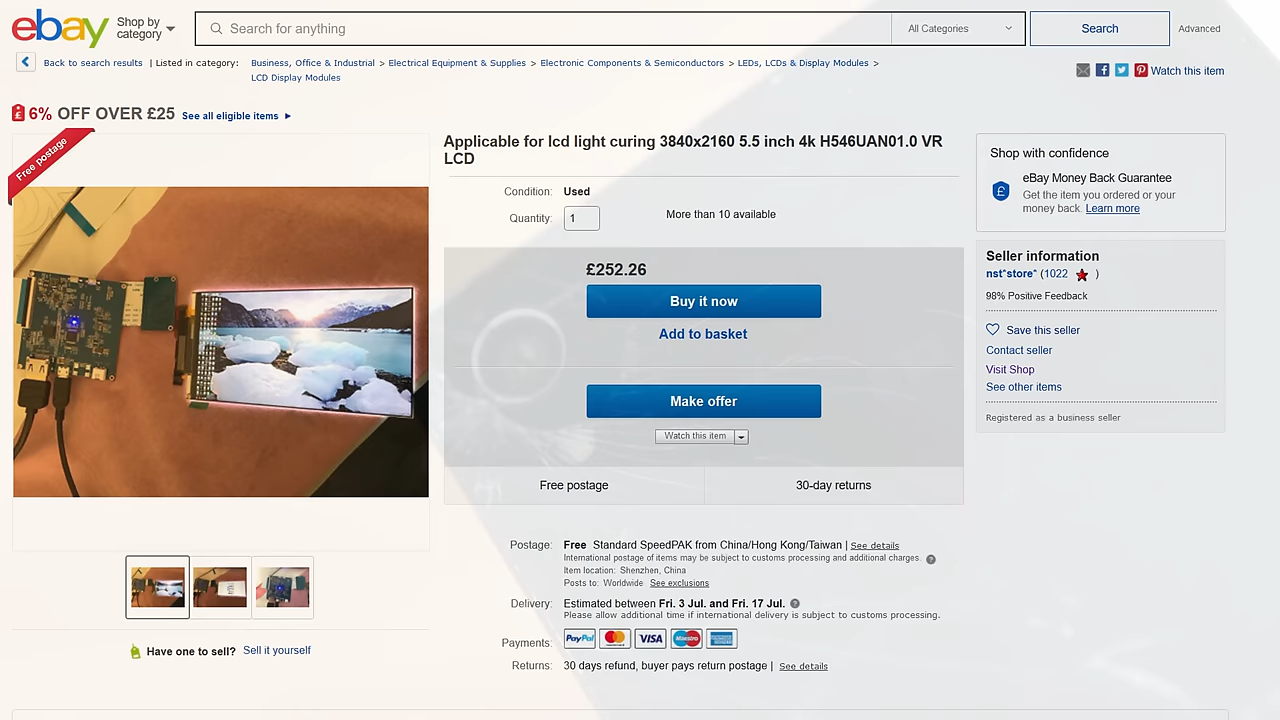 ebay
Shop by
category
Search for anything
All Categories
Search
Advanced
Back to search results | Listed in category: Business, Office & Industrial > Electrical Equipment & Supplies > Electronic Components & Semiconductors > LEDs, LCDs & Display Modules >
LCD Display Modules
Watch this item
£ 6% OFF OVER £25 See all eligible items ►
Free postage
Applicable for lcd light curing 3840x2160 5.5 inch 4k H546UAN01.0 VR
LCD
Condition: Used
Quantity: 1 More than 10 available
£252.26
Buy it now
Add to basket
Make offer
Watch this item
Free postage 30-day returns
Postage: Free Standard SpeedPAK from China/Hong Kong/Taiwan | See details
International postage of items may be subject to customs processing and additional charges. ?
Item location: Shenzhen, China
Posts to: Worldwide See exclusions
Delivery: Estimated between Fri. 3 Jul. and Fri. 17 Jul. ?
Please allow additional time if international delivery is subject to customs processing.
Payments: PayPal VISA Maestro
Returns: 30 days refund, buyer pays return postage | See details
Have one to sell? Sell it yourself
Shop with confidence
eBay Money Back Guarantee
£ Get the item you ordered or your
money back. Learn more
Seller information
nst*store* (1022 )
98% Positive Feedback
Save this seller
Contact seller
Visit Shop
See other items
Registered as a business seller